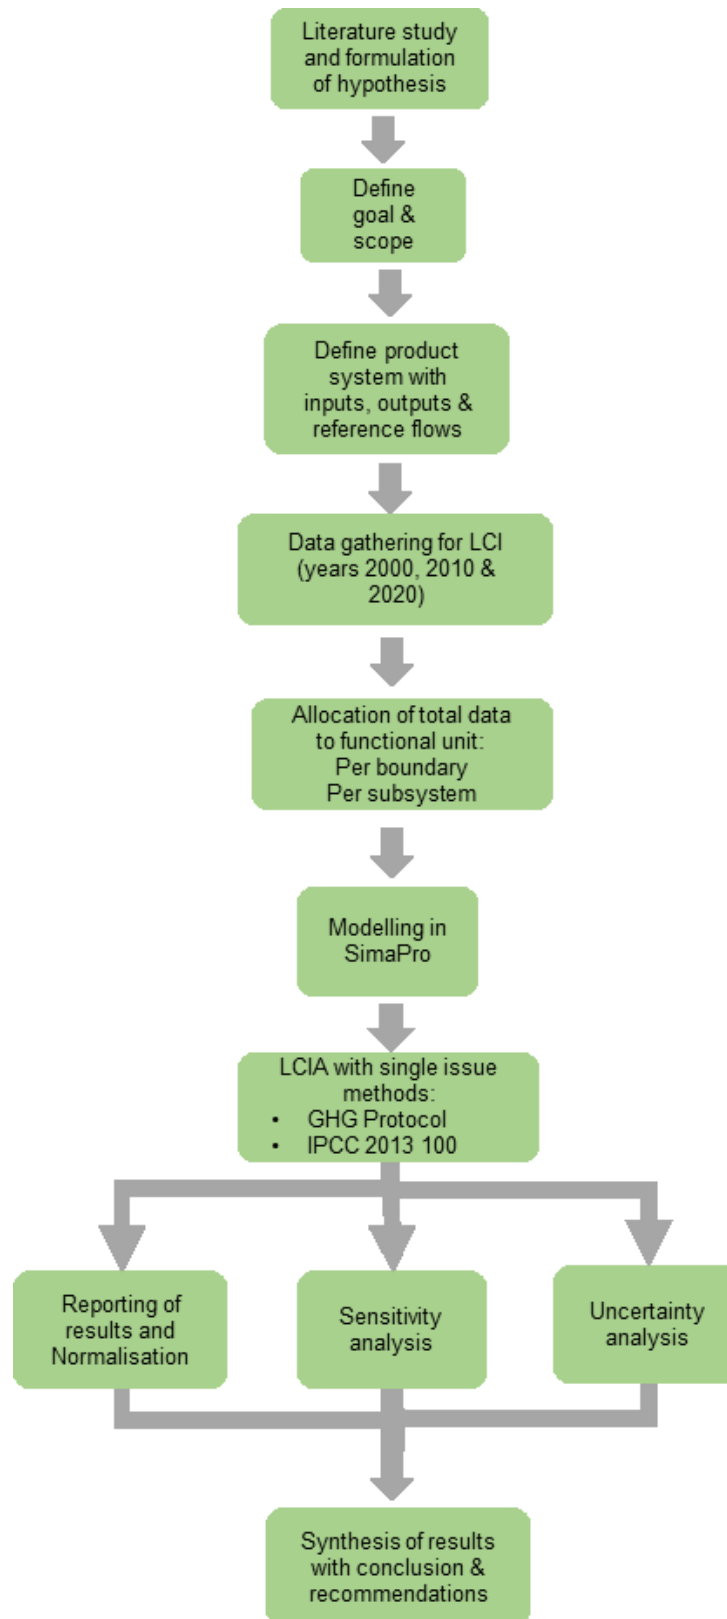 Literature study
and formulation
of hypothesis
Define
goal &
scope
Define product
system with
inputs, outputs &
reference flows
Data gathering for LCI
(years 2000, 2010 &
2020)
Allocation of total data
to functional unit:
Per boundary
Per subsystem
Modelling in
SimaPro
LCIA with single issue
methods:
• GHG Protocol
• IPCC 2013 100
Reporting of
results and
Normalisation
Sensitivity
analysis
Uncertainty
analysis
Synthesis of results
with conclusion &
recommendations